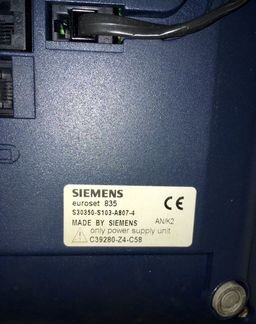 SIEMENS
euroset 835
S30350-S103-A807-4
MADE BY SIEMENS
AN/K2
only power supply unit
C39280-Z4-C58
CE